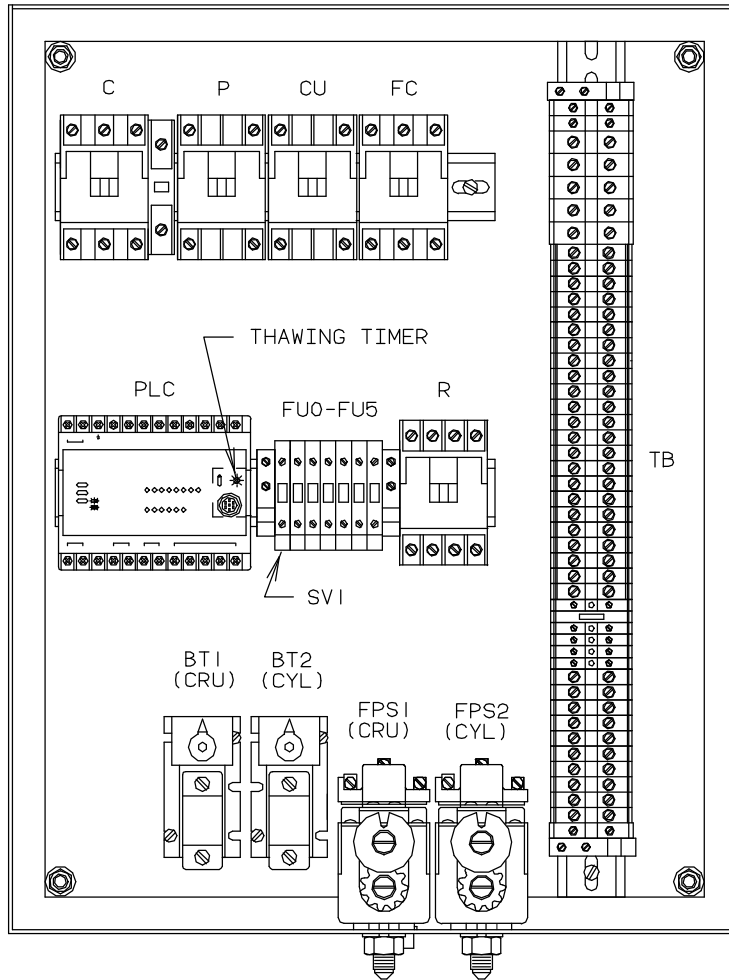 C P CU FC
THAWING TIMER
PLC
FU0-FU5
R
TB
SV1
BT1
(CRU)
BT2
(CYL)
FPS1
(CRU)
FPS2
(CYL)